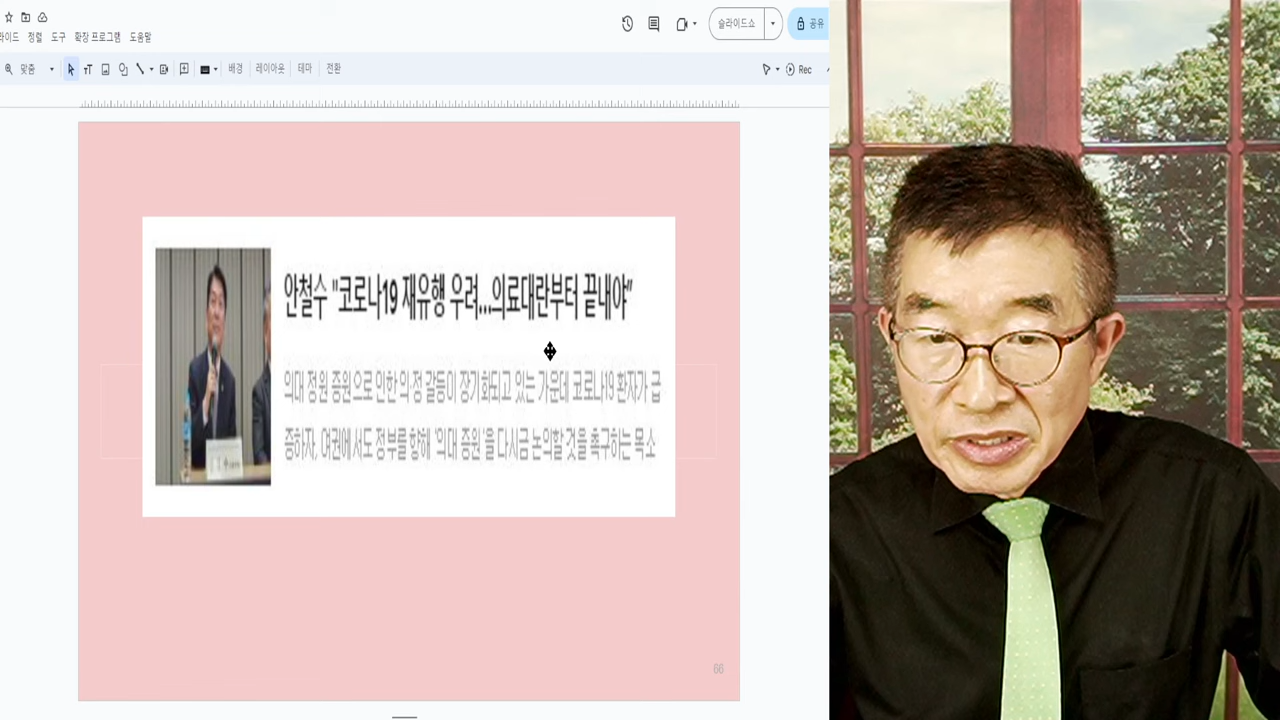 라이드 정렬 도구 확장 프로그램 도움말
슬라이드쇼
공유
맞춤
배경 레이아웃 테마 전환
Rec
안철수 "코로나19 재유행 우려...의료대란부터 끝내야"
의대 정원 증원으로 인한 의·정 갈등이 장기화되고 있는 가운데 코로나19 환자가 급
증하자, 여권에서도 정부를 향해 '의대 증원'을 다시금 논의할 것을 촉구하는 목소
66